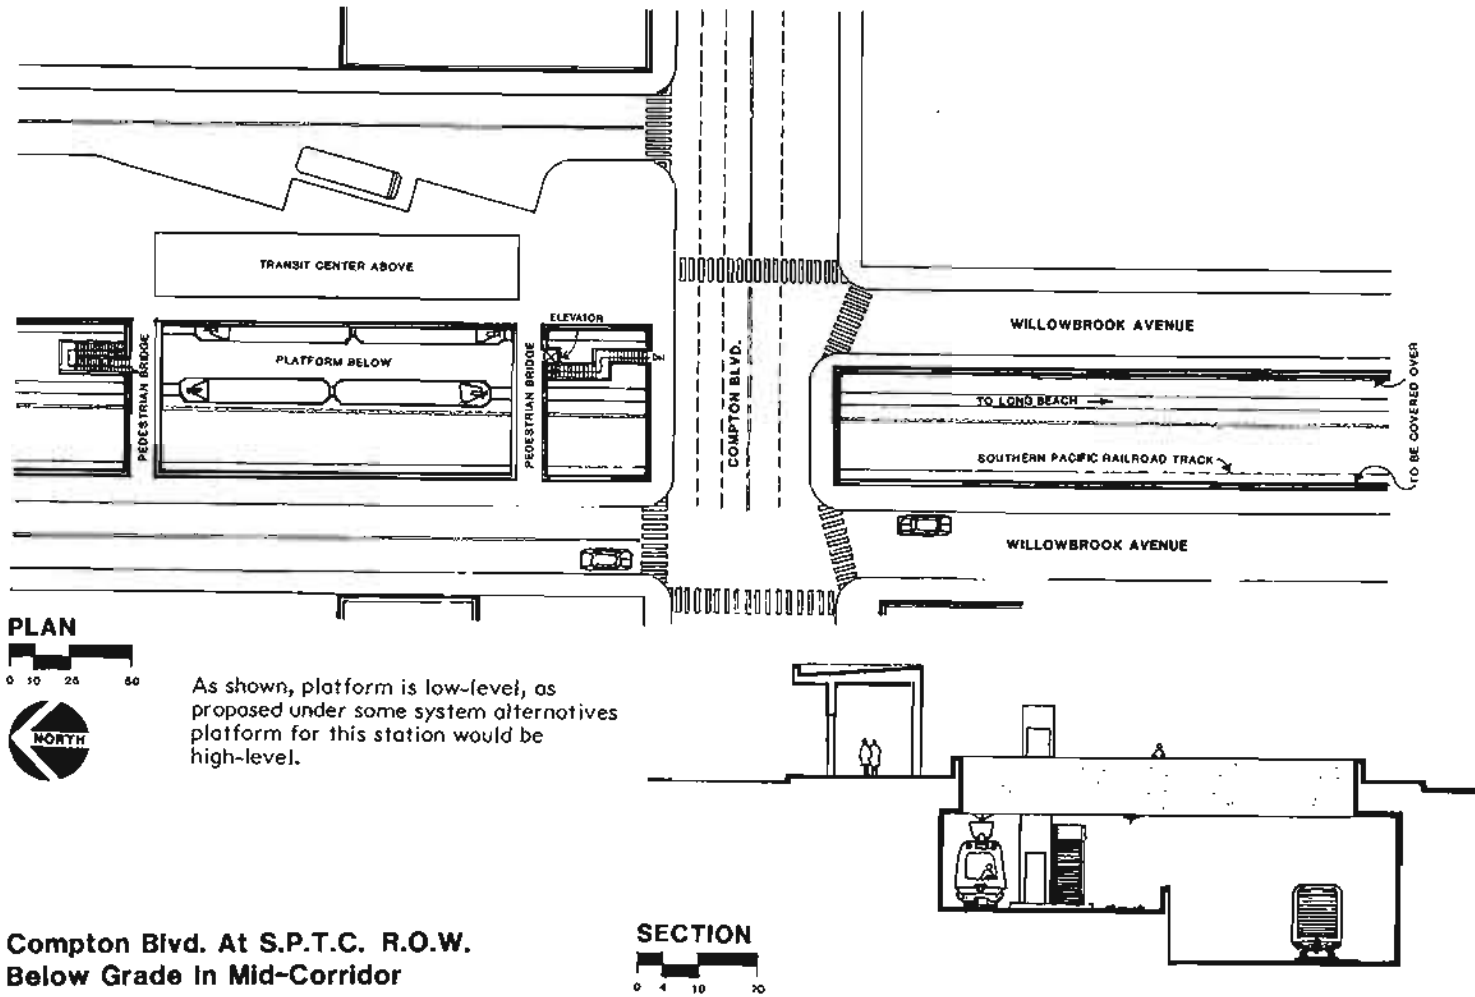 TRANSIT CENTER ABOVE
ELEVATOR
PLATFORM BELOW
PEDESTRIAN BRIDGE
PEDESTRIAN BRIDGE
Dn
COMPTON BLVD.
WILLOWBROOK AVENUE
TO LONG BEACH
SOUTHERN PACIFIC RAILROAD TRACK
TO BE COVERED OVER
WILLOWBROOK AVENUE
PLAN
0 10 25 50
NORTH
As shown, platform is low-level, as
proposed under some system alternatives
platform for this station would be
high-level.
Compton Blvd. At S.P.T.C. R.O.W.
Below Grade In Mid-Corridor
SECTION
0 4 10 20